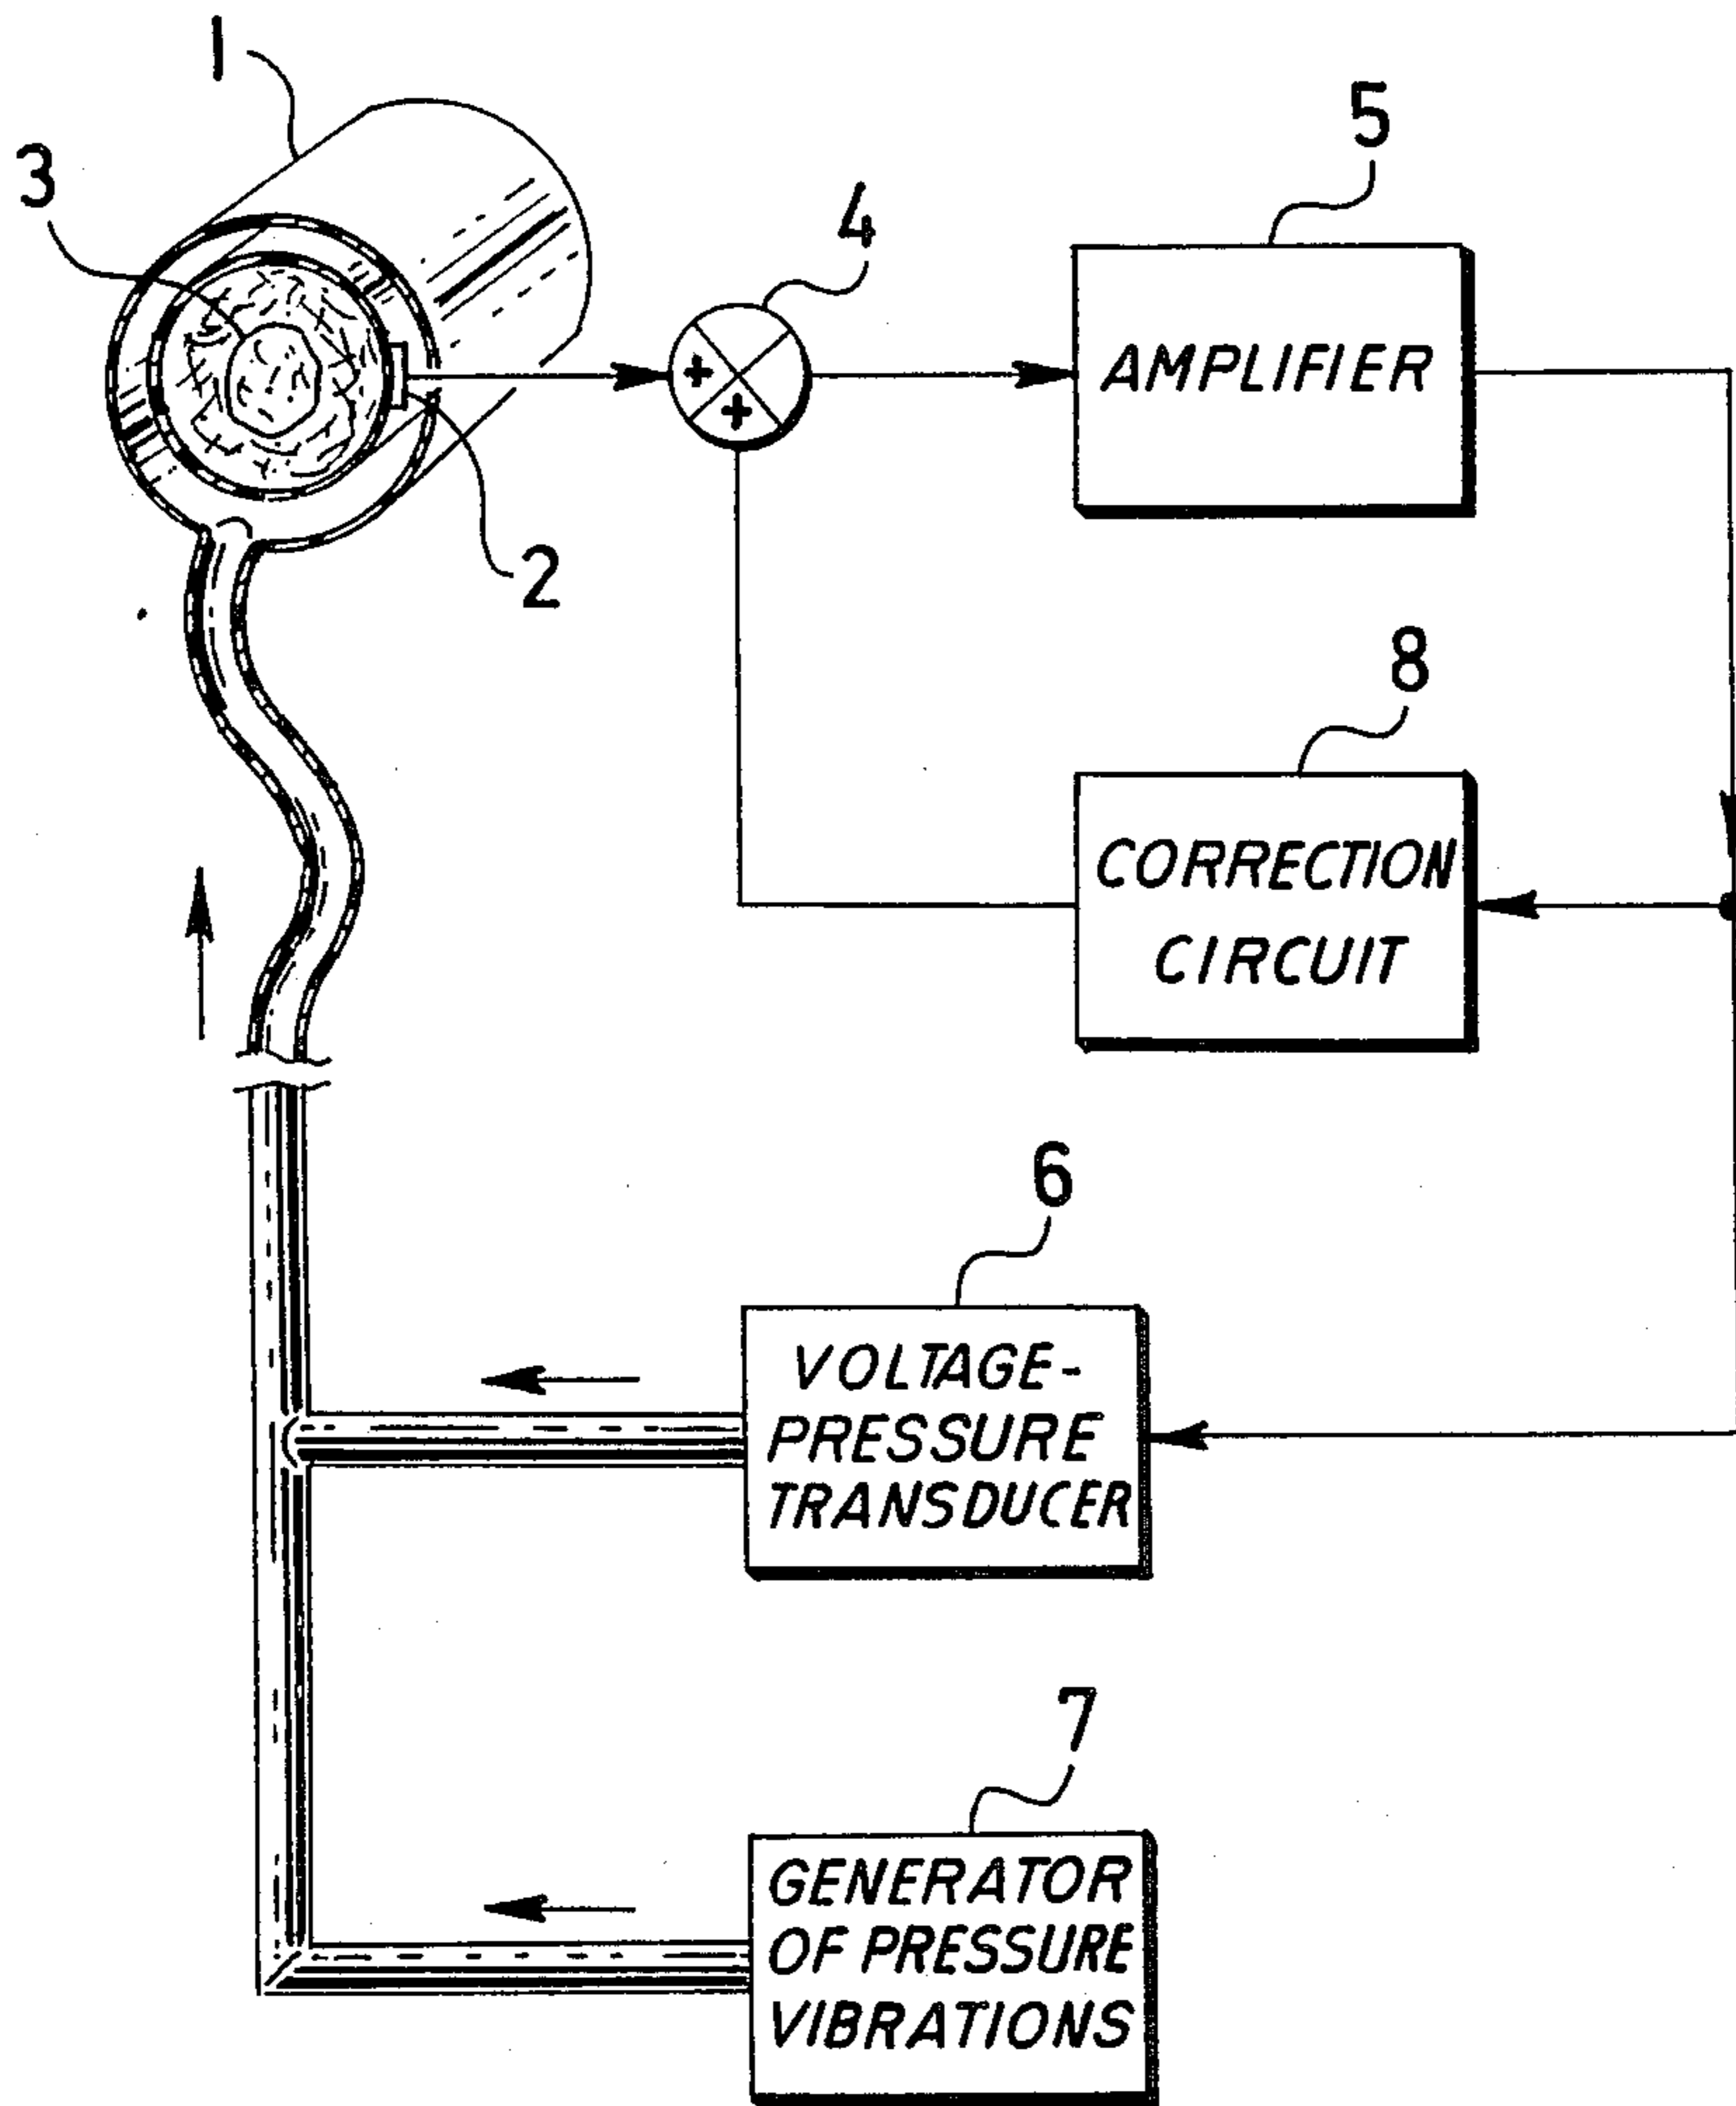 1
3
5
4
AMPLIFIER
+
+
2
8
CORRECTION
CIRCUIT
6
VOLTAGE-
PRESSURE
TRANSDUCER
7
GENERATOR
OF PRESSURE
VIBRATIONS